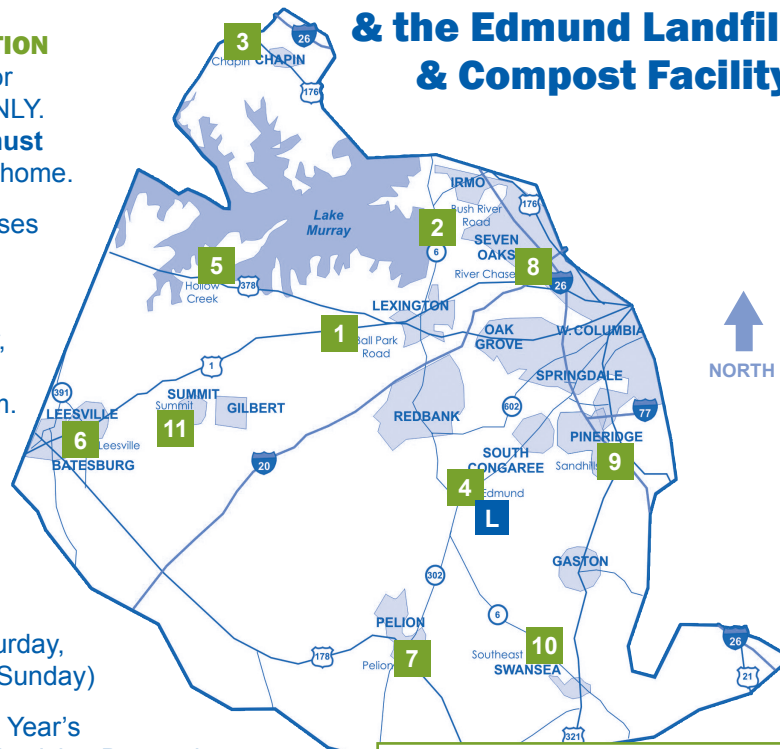 & the Edmund Landfill
& Compost Facility
TION
or
NLY.
must
home.
ses
,
m.
urday,
Sunday)
Year's
3
Chapin
CHAPIN
26
176
IRMO
Bush River
Road
176
Lake
Murray
2
6
SEVEN
OAKS
River Chase
8
26
5
Hollow
Creek
378
LEXINGTON
1
Ball Park
Road
OAK
GROVE
W. COLUMBIA
NORTH
1
SPRINGDALE
391
LEESVILLE
SUMMIT
Summit
GILBERT
11
REDBANK
602
77
6
Leesville
BATESBURG
20
SOUTH
CONGAREE
PINERIDGE
Sandhills
9
4
Edmund
L
GASTON
302
6
PELION
Pelion
7
178
Southeast
10
SWANSEA
26
21
321